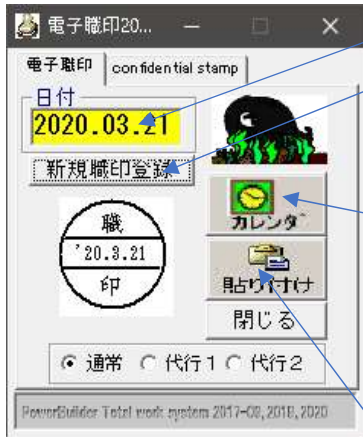 電子職印20...
電子職印 confidential stamp
日付
2020.03.21
新規職印登録
職
'20.3.21
印
カレンダ
貼り付け
閉じる
通常 代行1 代行2
PowerBuilder Total work system 2017-09,2018,2020